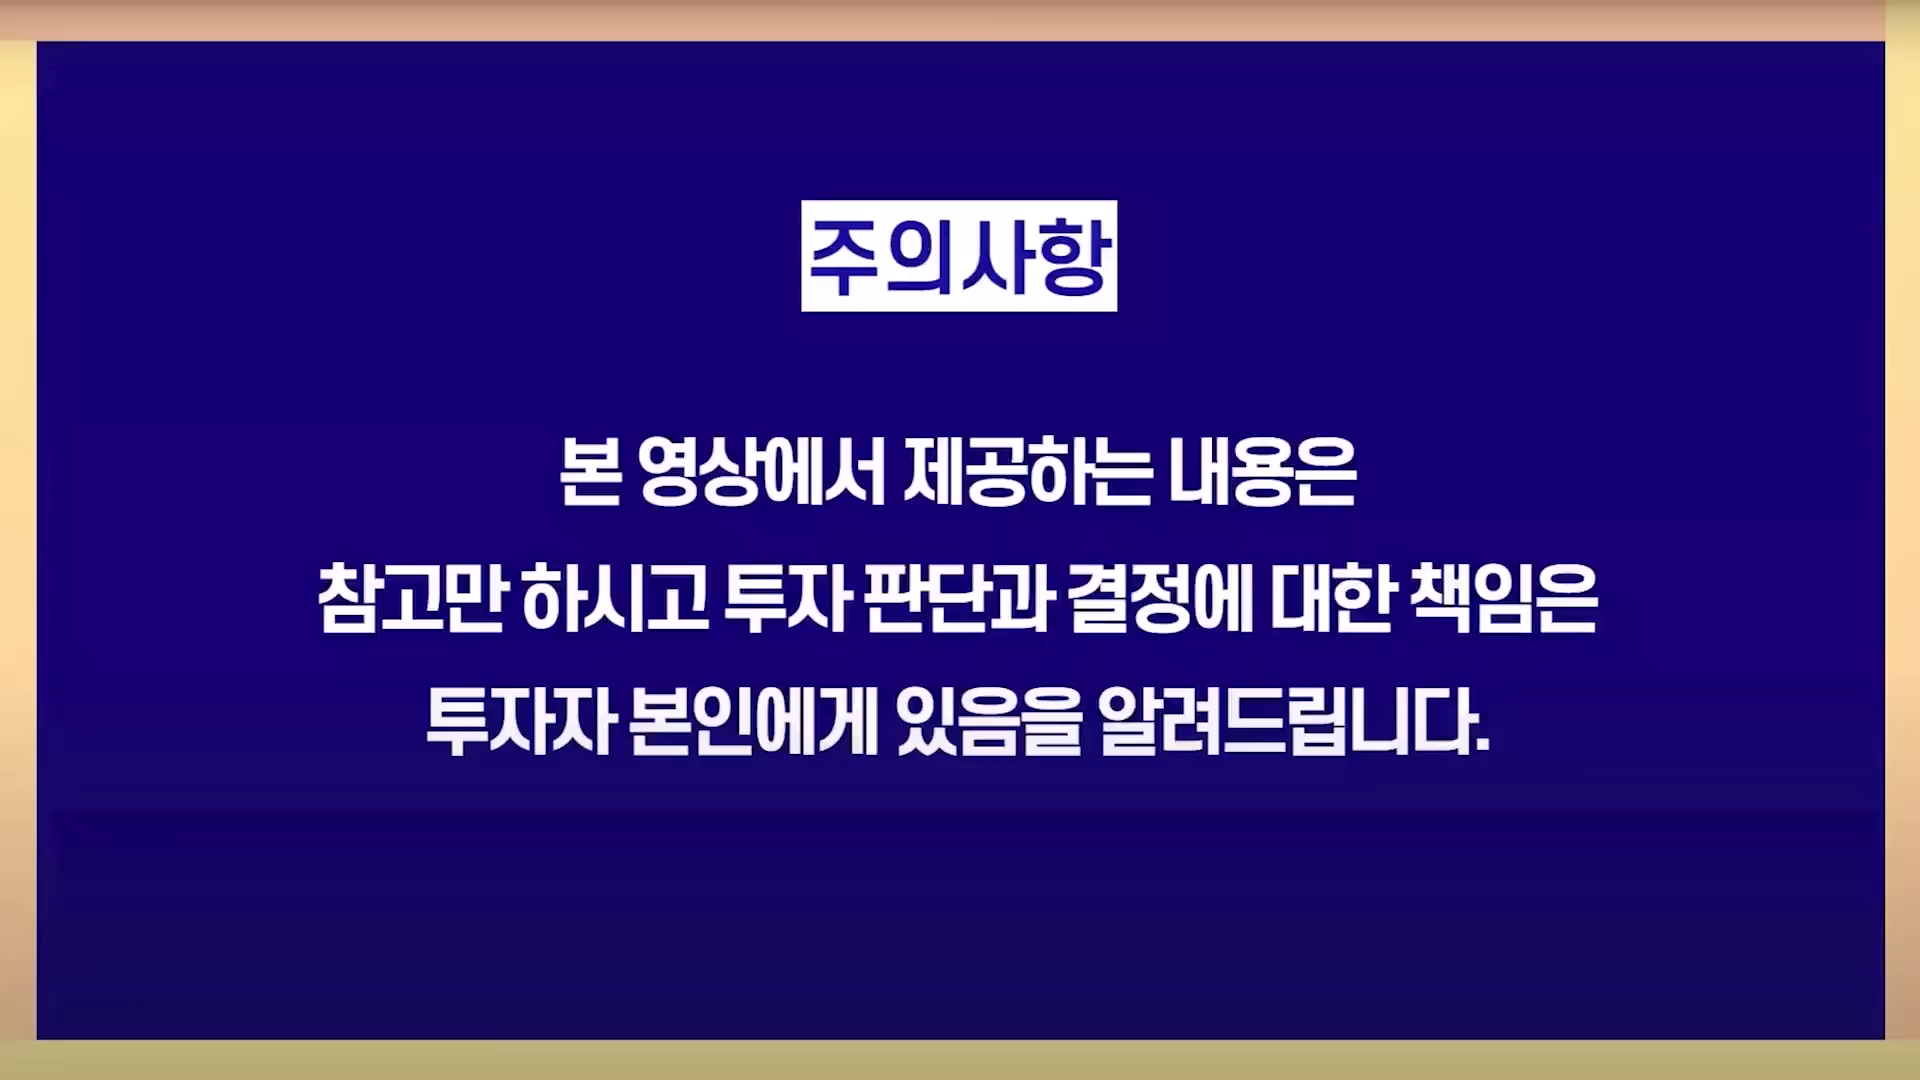 주의사항
본 영상에서 제공하는 내용은
참고만 하시고 투자 판단과 결정에 대한 책임은
투자자 본인에게 있음을 알려드립니다.